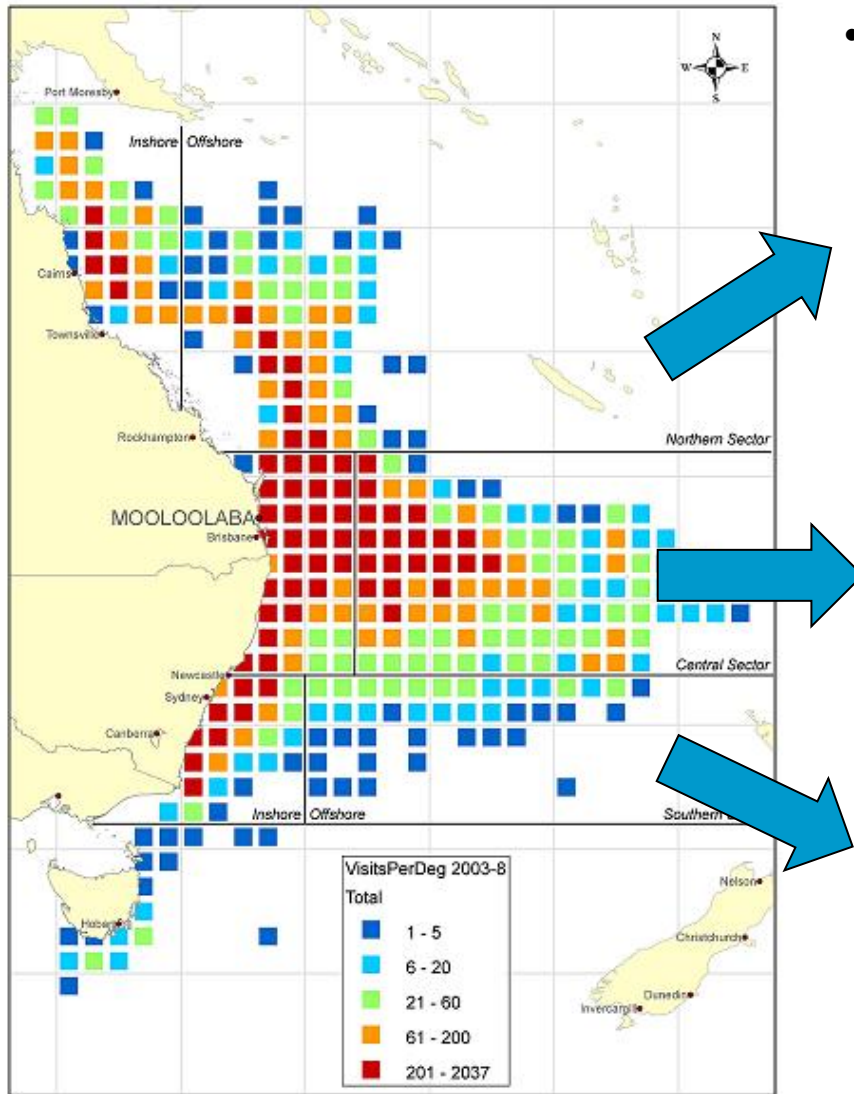 •
N
W E
S
Port Moresby
Inshore Offshore
Cairns
Townsville
Rockhampton
Northern Sector
MOOLOOLABA
Brisbane
Newcastle
Central Sector
Sydney
Canberra
Inshore Offshore
Southern
VisitsPerDeg 2003-8
Total
1 - 5
6 - 20
21 - 60
61 - 200
201 - 2037
Nelson
Christchurch
Dunedin
Invercargill